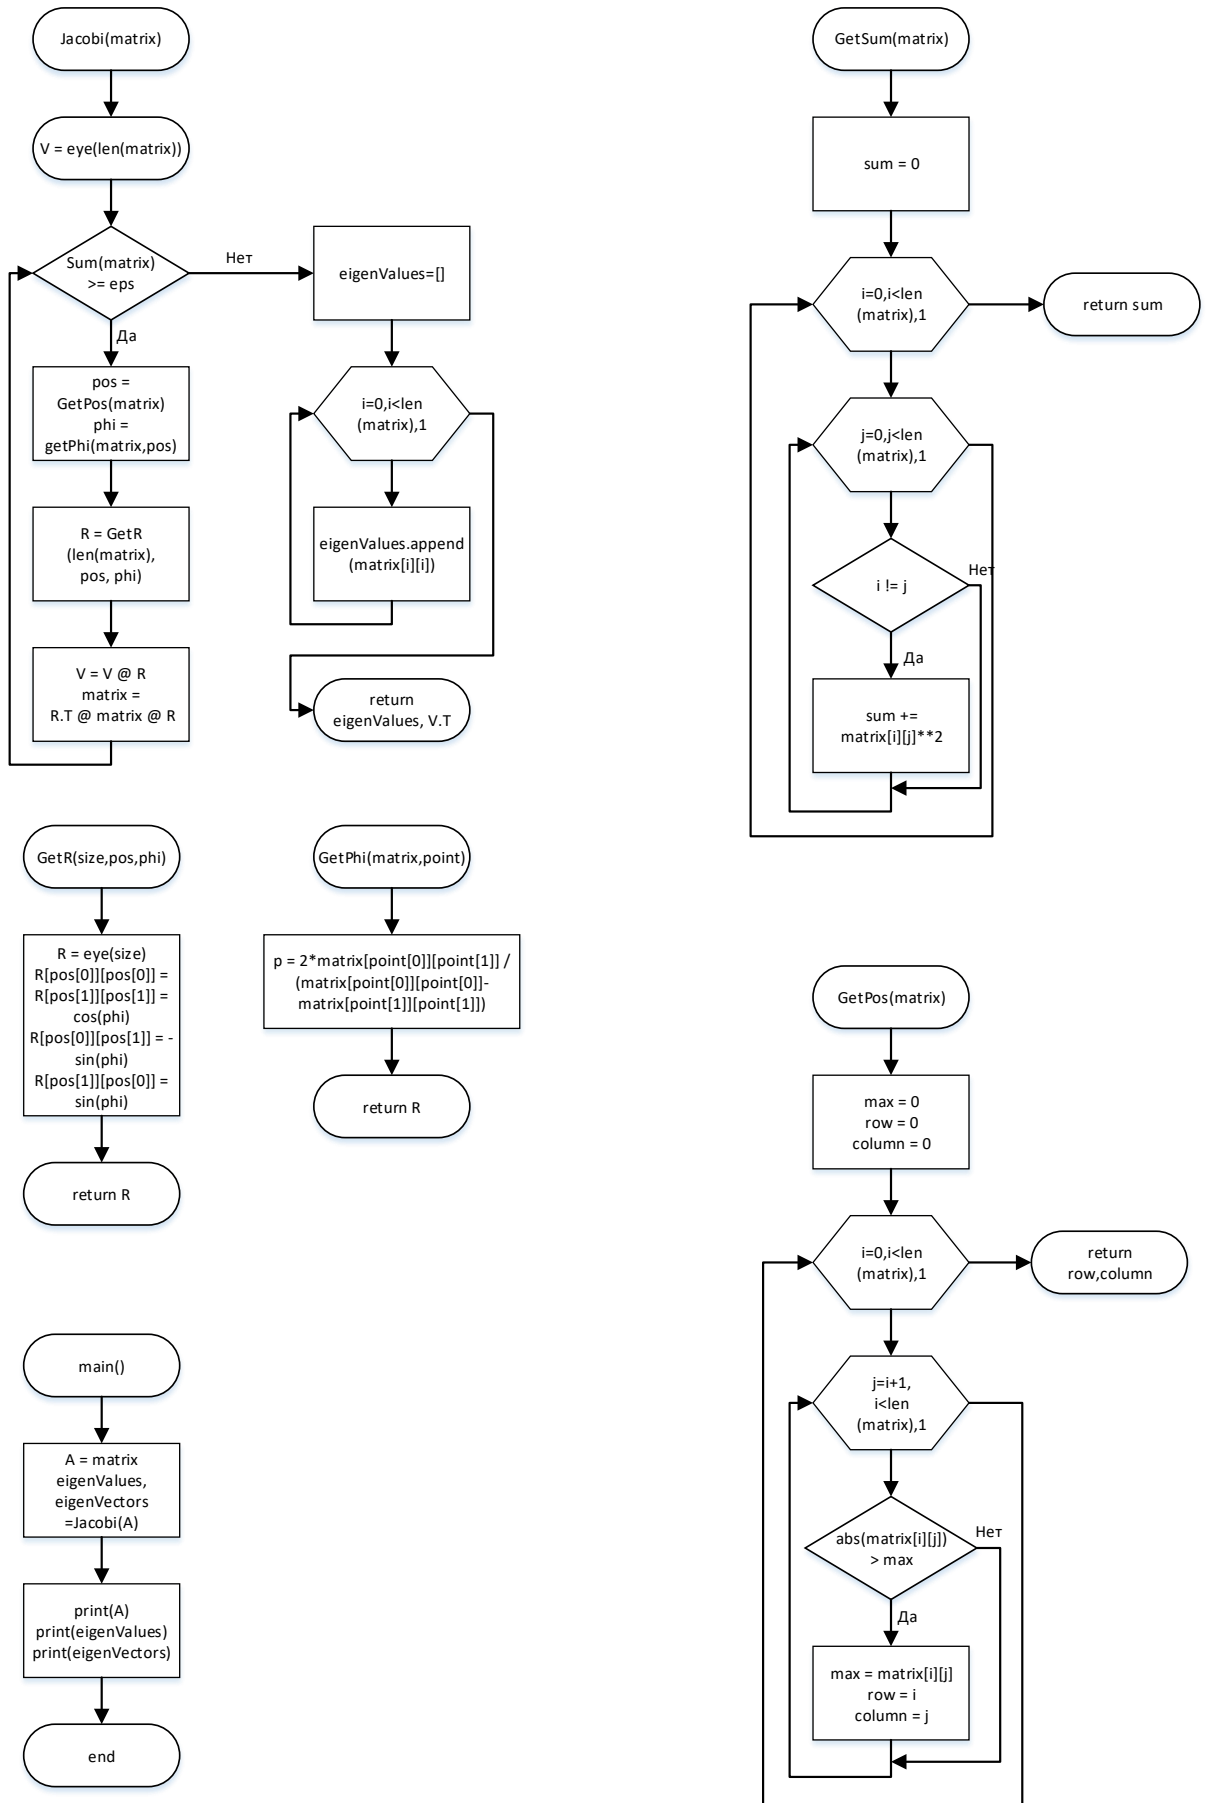 Jacobi(matrix)
V = eye(len(matrix))
Sum(matrix)
>= eps
Нет
Да
pos =
GetPos(matrix)
phi =
getPhi(matrix,pos)
R = GetR
(len(matrix),
pos, phi)
V = V @ R
matrix =
R.T @ matrix @ R
eigenValues=[]
i=0,i<len
(matrix),1
eigenValues.append
(matrix[i][i])
return
eigenValues, V.T
GetSum(matrix)
sum = 0
i=0,i<len
(matrix),1
return sum
j=0,j<len
(matrix),1
i != j
Нет
Да
sum +=
matrix[i][j]**2
GetR(size,pos,phi)
R = eye(size)
R[pos[0]][pos[0]] =
R[pos[1]][pos[1]] =
cos(phi)
R[pos[0]][pos[1]] = -
sin(phi)
R[pos[1]][pos[0]] =
sin(phi)
return R
GetPhi(matrix,point)
p = 2*matrix[point[0]][point[1]] /
(matrix[point[0]][point[0]]-
matrix[point[1]][point[1]])
return R
GetPos(matrix)
max = 0
row = 0
column = 0
i=0,i<len
(matrix),1
return
row,column
j=i+1,
i<len
(matrix),1
abs(matrix[i][j])
> max
Нет
Да
max = matrix[i][j]
row = i
column = j
main()
A = matrix
eigenValues,
eigenVectors
=Jacobi(A)
print(A)
print(eigenValues)
print(eigenVectors)
end